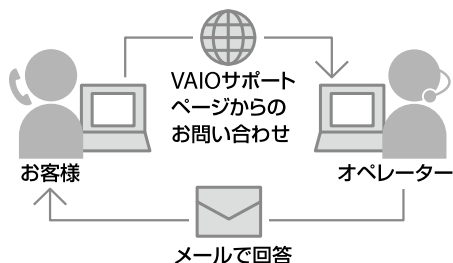 VAIOサポート
ページからの
お問い合わせ
お客様
オペレーター
メールで回答